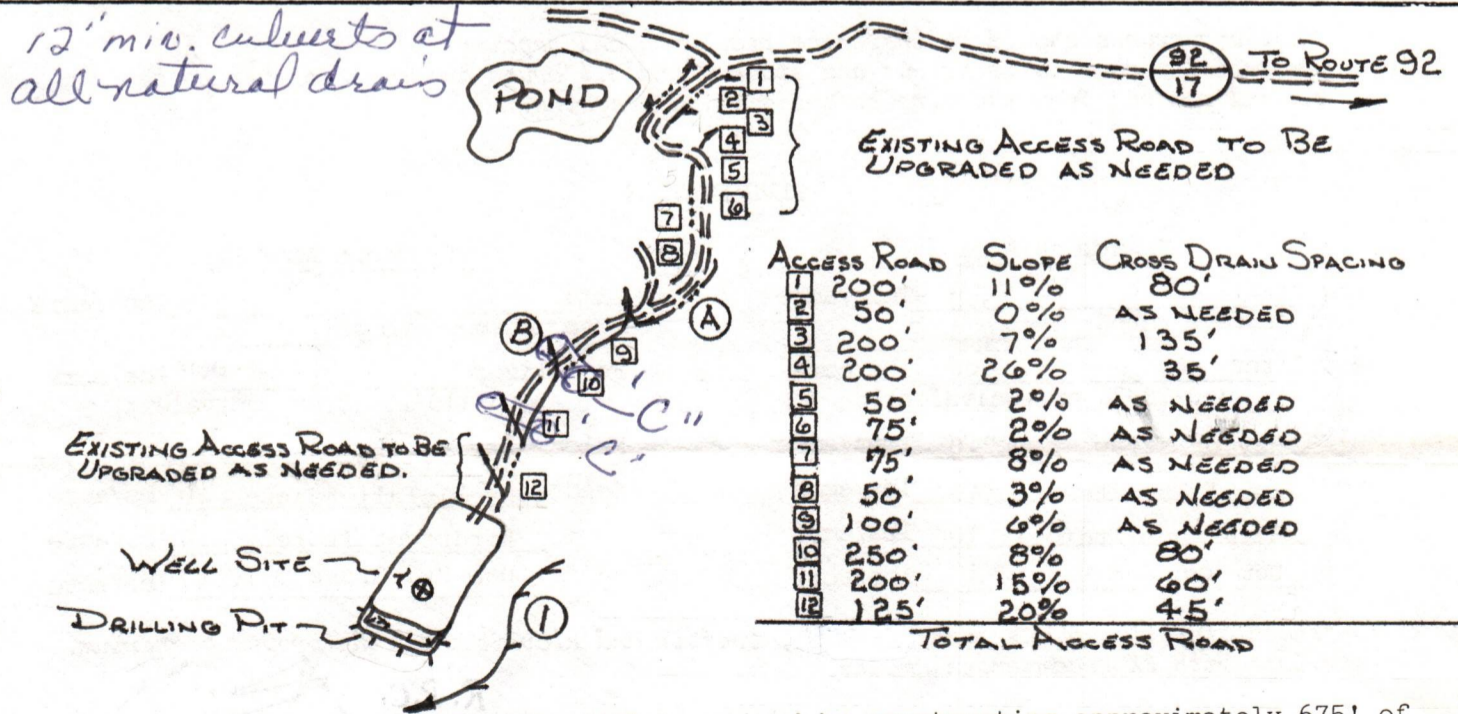 12" min. culverts at
all natural drais
POND
92
17
TO ROUTE 92
1
2
3
4
5
6
EXISTING ACCESS ROAD TO BE
UPGRADED AS NEEDED
7
8
A
B
9
10
11
12
"C"
"C"
EXISTING ACCESS ROAD TO BE
UPGRADED AS NEEDED.
WELL SITE
DRILLING PIT
1
ACCESS ROAD SLOPE CROSS DRAIN SPACING
1 200' 11% 80'
2 50' 0% AS NEEDED
3 200' 7% 135'
4 200' 26% 35'
5 50' 2% AS NEEDED
6 75' 2% AS NEEDED
7 75' 8% AS NEEDED
8 50' 3% AS NEEDED
9 100' 6% AS NEEDED
10 250' 8% 80'
11 200' 15% 60'
12 125' 20% 45'
TOTAL ACCESS ROAD
approximately 675' of